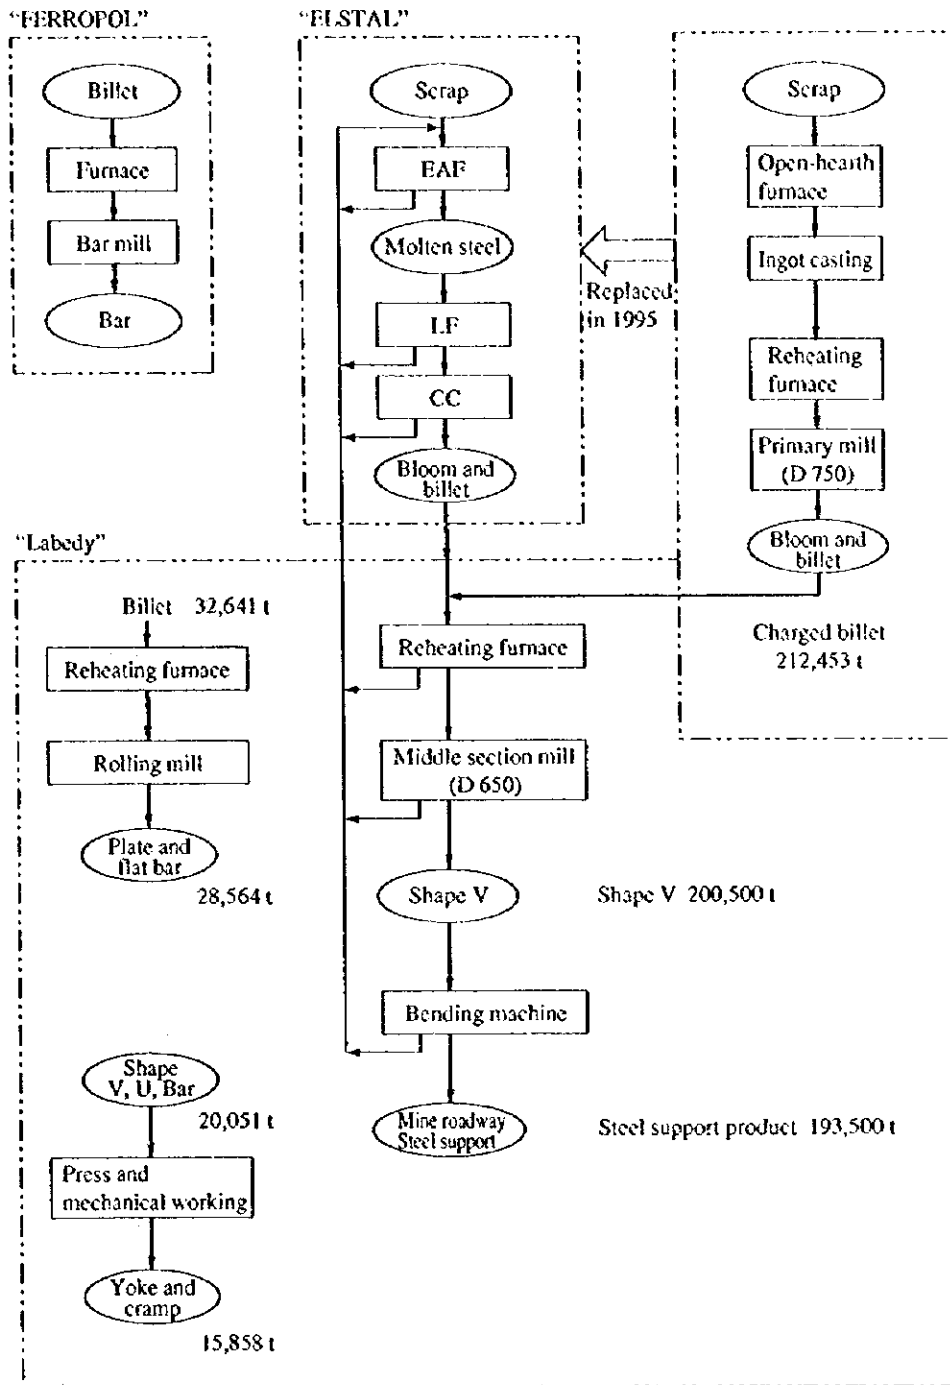 "FERROPOL"
Billet
Furnace
Bar mill
Bar
"ELSTAL"
Scrap
EAF
Molten steel
LF
CC
Bloom and
billet
Replaced
in 1995
Scrap
Open-hearth
furnace
Ingot casting
Reheating
furnace
Primary mill
(D 750)
Bloom and
billet
Charged billet
212,453 t
"Labedy"
Billet 32,641 t
Reheating furnace
Rolling mill
Plate and
flat bar
28,564 t
Shape
V, U, Bar
20,051 t
Press and
mechanical working
Yoke and
cramp
15,858 t
Reheating furnace
Middle section mill
(D 650)
Shape V
Shape V 200,500 t
Bending machine
Mine roadway
Steel support
Steel support product 193,500 t